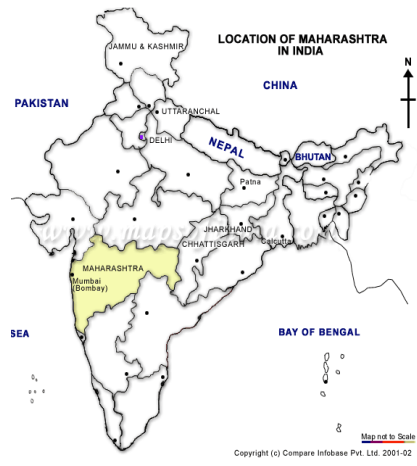 LOCATION OF MAHARASHTRA
IN INDIA
JAMMU & KASHMIR
N
CHINA
PAKISTAN
UTTARANCHAL
DELHI
NEPAL
BHUTAN
Patna
JHARKHAND
CHHATTISGARH
Calcutta
MAHARASHTRA
Mumbai
(Bombay)
SEA
BAY OF BENGAL
Map not to Scale
Copyright (c) Compare Infobase Pvt. Ltd. 2001-02